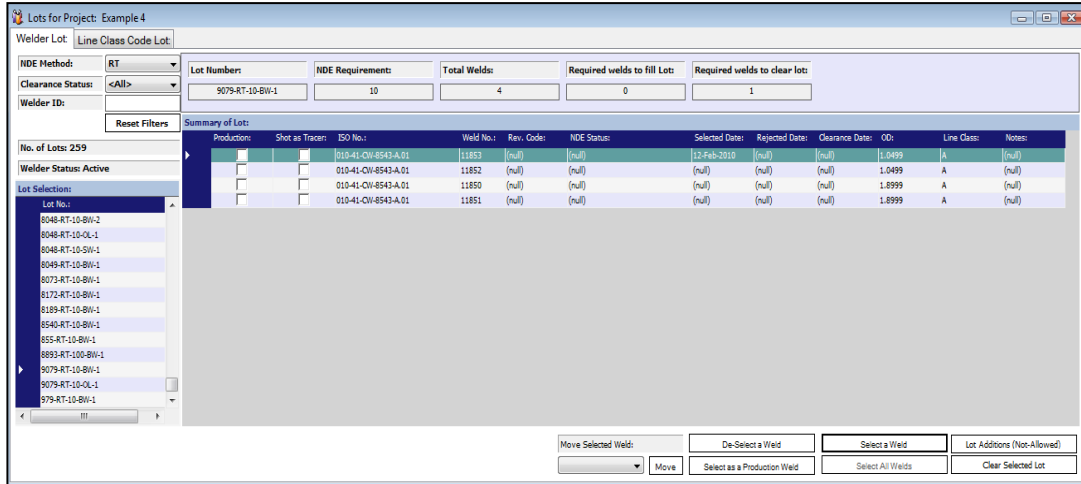 Lots for Project: Example 4
Welder Lot: Line Class Code Lot:
NDE Method: RT
Clearance Status: <All>
Welder ID:
Reset Filters
No. of Lots: 259
Welder Status: Active
Lot Selection:
Lot No.:
8048-RT-10-BW-2
8048-RT-10-OL-1
8048-RT-10-SW-1
8049-RT-10-BW-1
8073-RT-10-BW-1
8172-RT-10-BW-1
8189-RT-10-BW-1
8540-RT-10-BW-1
855-RT-10-BW-1
8893-RT-100-BW-1
9079-RT-10-BW-1
9079-RT-10-OL-1
979-RT-10-BW-1
Lot Number: NDE Requirement: Total Welds: Required welds to fill Lot: Required welds to clear lot:
9079-RT-10-BW-1 10 4 0 1
Summary of Lot:
Production: Shot as Tracer: ISO No.: Weld No.: Rev. Code: NDE Status: Selected Date: Rejected Date: Clearance Date: OD: Line Class: Notes:
010-41-CW-8543-A.01 11853 (null) (null) 12-Feb-2010 (null) (null) 1.0499 A (null)
010-41-CW-8543-A.01 11852 (null) (null) (null) (null) (null) 1.0499 A (null)
010-41-CW-8543-A.01 11850 (null) (null) (null) (null) (null) 1.8999 A (null)
010-41-CW-8543-A.01 11851 (null) (null) (null) (null) (null) 1.8999 A (null)
Move Selected Weld: De-Select a Weld Select a Weld Lot Additions (Not-Allowed)
Move Select as a Production Weld Select All Welds Clear Selected Lot